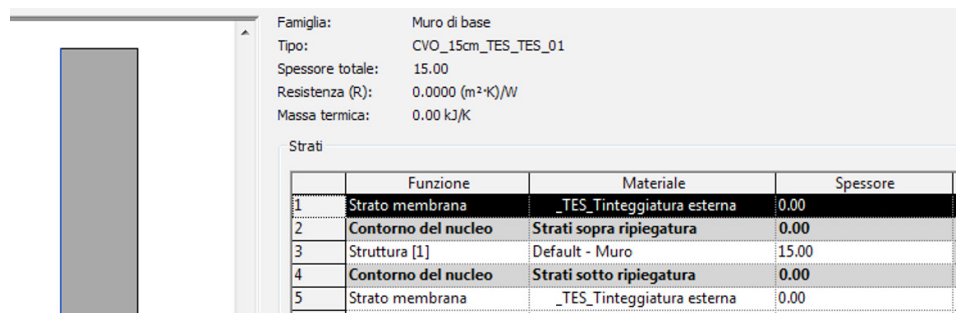 Famiglia: Muro di base
Tipo: CVO_15cm_TES_TES_01
Spessore totale: 15.00
Resistenza (R): 0.0000 (m²·K)/W
Massa termica: 0.00 kJ/K
Strati
Funzione Materiale Spessore
1 Strato membrana _TES_Tinteggiatura esterna 0.00
2 Contorno del nucleo Strati sopra ripiegatura 0.00
3 Struttura [1] Default - Muro 15.00
4 Contorno del nucleo Strati sotto ripiegatura 0.00
5 Strato membrana _TES_Tinteggiatura esterna 0.00